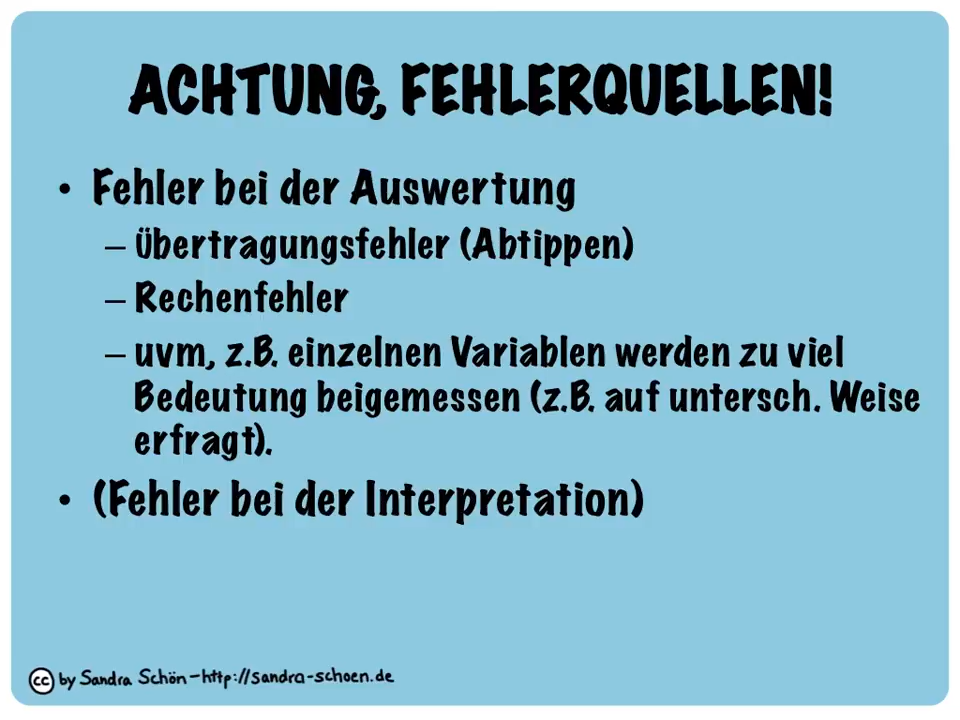 ACHTUNG, FEHLERQUELLEN!
• Fehler bei der Auswertung
– Übertragungsfehler (Abtippen)
– Rechenfehler
– uvm, z.B. einzelnen Variablen werden zu viel
Bedeutung beigemessen (z.B. auf untersch. Weise
erfragt).
• (Fehler bei der Interpretation)
cc by Sandra Schön–http://sandra-schoen.de